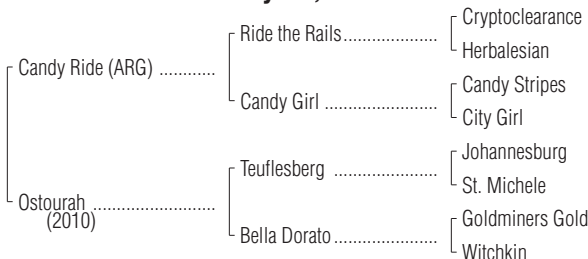 Cryptoclearance
Ride the Rails....................
Herbalesian
Candy Ride (ARG) ............
Candy Stripes
Candy Girl ........................
City Girl
Johannesburg
Teuflesberg ......................
St. Michele
Ostourah ..........................
(2010)
Goldminers Gold
Bella Dorato......................
Witchkin